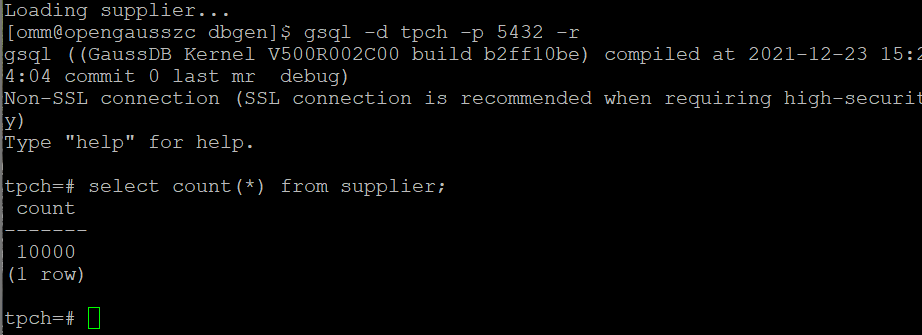 Loading supplier...
[omm@opengausszc dbgen]$ gsql -d tpch -p 5432 -r
gsql ((GaussDB Kernel V500R002C00 build b2ff10be) compiled at 2021-12-23 15:2
4:04 commit 0 last mr  debug)
Non-SSL connection (SSL connection is recommended when requiring high-securit
y)
Type "help" for help.
tpch=# select count(*) from supplier;
 count
-------
 10000
(1 row)
tpch=#